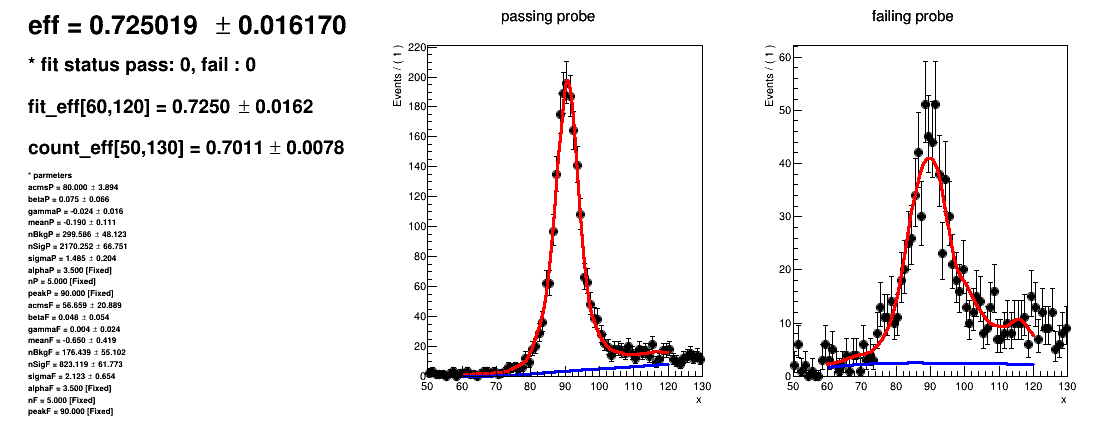 eff = 0.725019 ± 0.016170
* fit status pass: 0, fail : 0
fit_eff[60,120] = 0.7250 ± 0.0162
count_eff[50,130] = 0.7011 ± 0.0078
* parmeters
acmsP = 80.000 ± 3.894
betaP = 0.075 ± 0.066
gammaP = -0.024 ± 0.016
meanP = -0.190 ± 0.111
nBkgP = 299.586 ± 48.123
nSigP = 2170.252 ± 66.751
sigmaP = 1.485 ± 0.204
alphaP = 3.500 [Fixed]
nP = 5.000 [Fixed]
peakP = 90.000 [Fixed]
acmsF = 56.659 ± 20.889
betaF = 0.048 ± 0.054
gammaF = 0.004 ± 0.024
meanF = -0.650 ± 0.419
nBkgF = 176.439 ± 55.102
nSigF = 823.119 ± 61.773
sigmaF = 2.123 ± 0.654
alphaF = 3.500 [Fixed]
nF = 5.000 [Fixed]
peakF = 90.000 [Fixed]
passing probe
Events / ( 1 )
220
200
180
160
140
120
100
80
60
40
20
0
50 60 70 80 90 100 110 120 130
x
failing probe
Events / ( 1 )
60
50
40
30
20
10
0
50 60 70 80 90 100 110 120 130
x